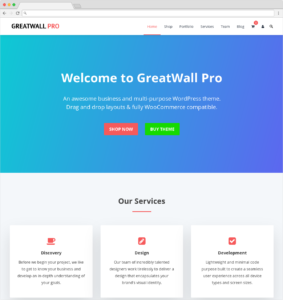 GREATWALL PRO
Home Shop Portfolio Services Team Blog
Welcome to GreatWall Pro
An awesome business and multi-purpose WordPress theme.
Drag and drop layouts & fully WooCommerce compatible.
SHOP NOW BUY THEME
Our Services
Discovery Design Development
Before we begin your project, we like
to get to know your business and
develop an in depth understanding of
your goals.
Our team of incredibly talented
designers work tirelessly to deliver a
design that encapsulates your
brand's visual identity.
Lightweight and minimal code
purpose built to create a seamless
user experience across all device
types and screen sizes.